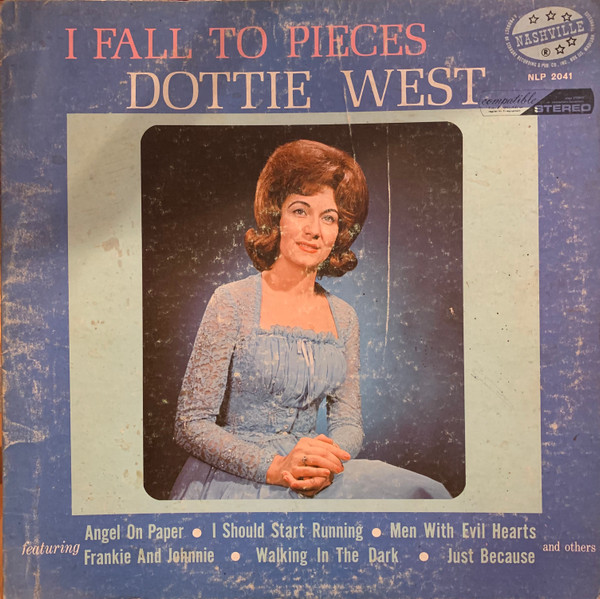 I FALL TO PIECES
DOTTIE WEST
NASHVILLE
®
NLP 2041
compatible
STEREO
featuring
Angel On Paper • I Should Start Running • Men With Evil Hearts
Frankie And Johnnie • Walking In The Dark • Just Because
and others